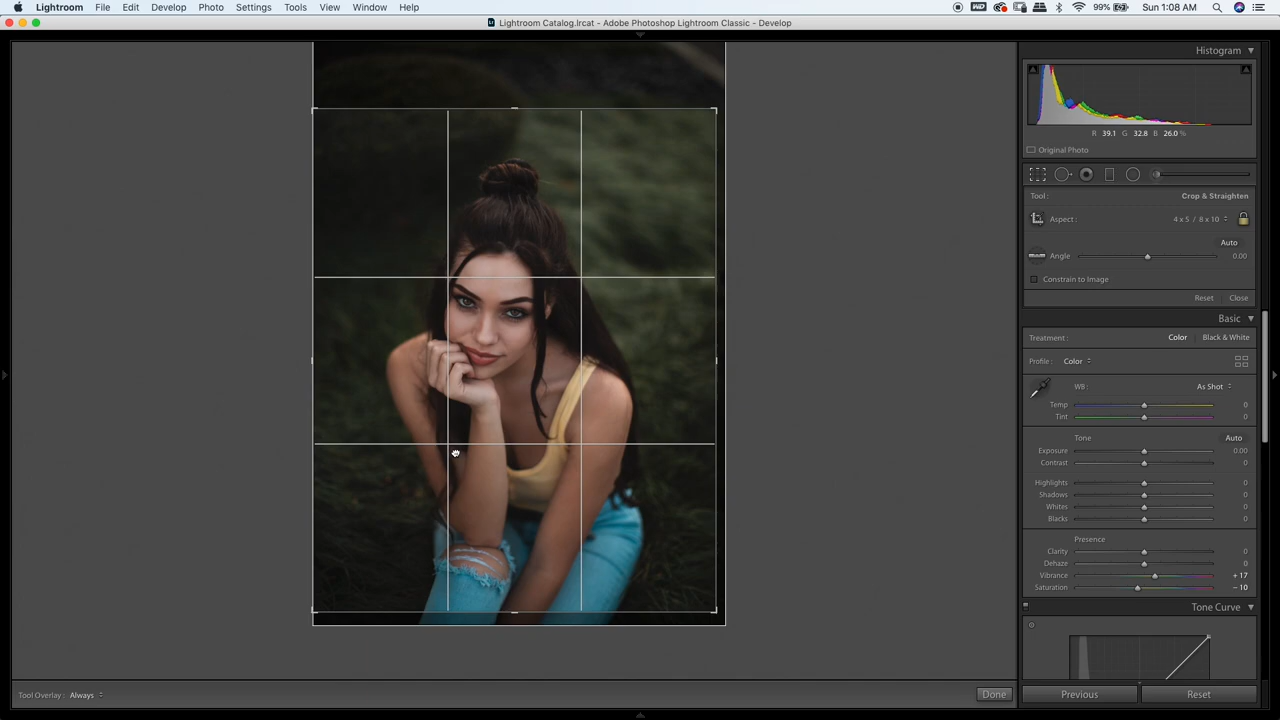 Lightroom File Edit Develop Photo Settings Tools View Window Help 99% Sun 1:08 AM
Lightroom Catalog.lrcat - Adobe Photoshop Lightroom Classic - Develop
Histogram
R 39.1 G 32.8 B 26.0 %
Original Photo
Tool : Crop & Straighten
Aspect : 4 x 5 / 8 x 10
Auto
Angle 0.00
Constrain to Image
Reset Close
Basic
Treatment : Color Black & White
Profile : Color
WB : As Shot
Temp 0
Tint 0
Tone Auto
Exposure 0.00
Contrast 0
Highlights 0
Shadows 0
Whites 0
Blacks 0
Presence
Clarity 0
Dehaze 0
Vibrance + 17
Saturation - 10
Tone Curve
Tool Overlay : Always Done Previous Reset